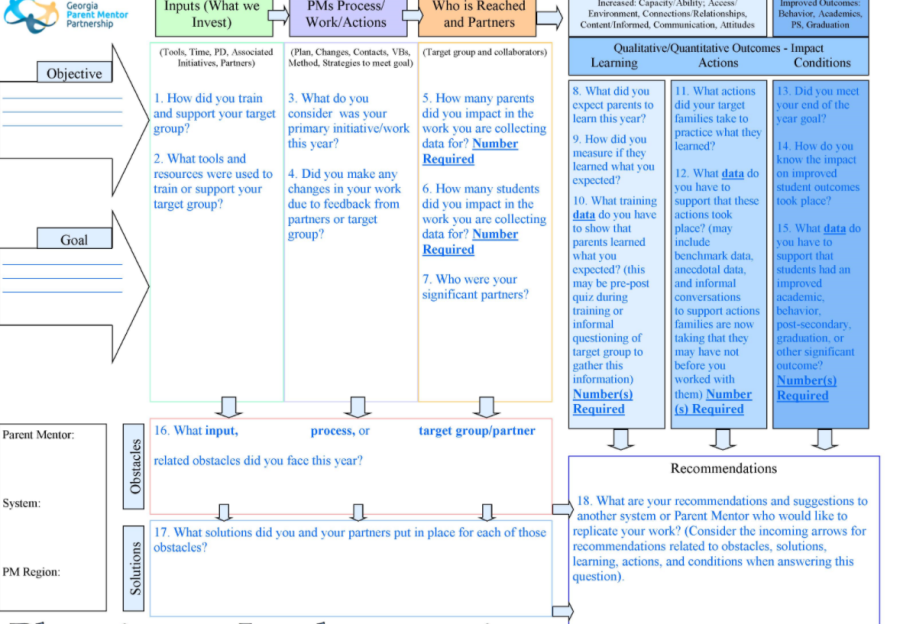 Georgia
Parent Mentor
Partnership
Inputs (What we
Invest)
PMs Process/
Work/Actions
Who is Reached
and Partners
Increased: Capacity/Ability; Access/
Environment, Connections/Relationships,
Content/Informed, Communication, Attitudes
Improved Outcomes:
Behavior, Academics,
PS, Graduation
Qualitative/Quantitative Outcomes - Impact
Learning
Actions
Conditions
Objective
Goal
(Tools, Time, PD, Associated
Initiatives, Partners)
1. How did you train
and support your target
group?
2. What tools and
resources were used to
train or support your
target group?
(Plan, Changes, Contacts, VBs,
Method, Strategies to meet goal)
3. What do you
consider was your
primary initiative/work
this year?
4. Did you make any
changes in your work
due to feedback from
partners or target
group?
(Target group and collaborators)
5. How many parents
did you impact in the
work you are collecting
data for? Number
Required
6. How many students
did you impact in the
work you are collecting
data for? Number
Required
7. Who were your
significant partners?
8. What did you
expect parents to
learn this year?
9. How did you
measure if they
learned what you
expected?
10. What training
data do you have
to show that
parents learned
what you
expected? (this
may be pre-post
quiz during
training or
informal
questioning of
target group to
gather this
information)
Number(s)
Required
11. What actions
did your target
families take to
practice what they
learned?
12. What data do
you have to
support that these
actions took
place? (may
include
benchmark data,
anecdotal data,
and informal
conversations
to support actions
families are now
taking that they
may have not
before you
worked with
them) Number
(s) Required
13. Did you meet
your end of the
year goal?
14. How do you
know the impact
on improved
student outcomes
took place?
15. What data do
you have to
support that
students had an
improved
academic,
behavior,
post-secondary,
graduation, or
other significant
outcome?
Number(s)
Required
Parent Mentor:
System:
PM Region:
Obstacles
16. What input, process, or target group/partner
related obstacles did you face this year?
Solutions
17. What solutions did you and your partners put in place for each of those
obstacles?
Recommendations
18. What are your recommendations and suggestions to
another system or Parent Mentor who would like to
replicate your work? (Consider the incoming arrows for
recommendations related to obstacles, solutions,
learning, actions, and conditions when answering this
question).